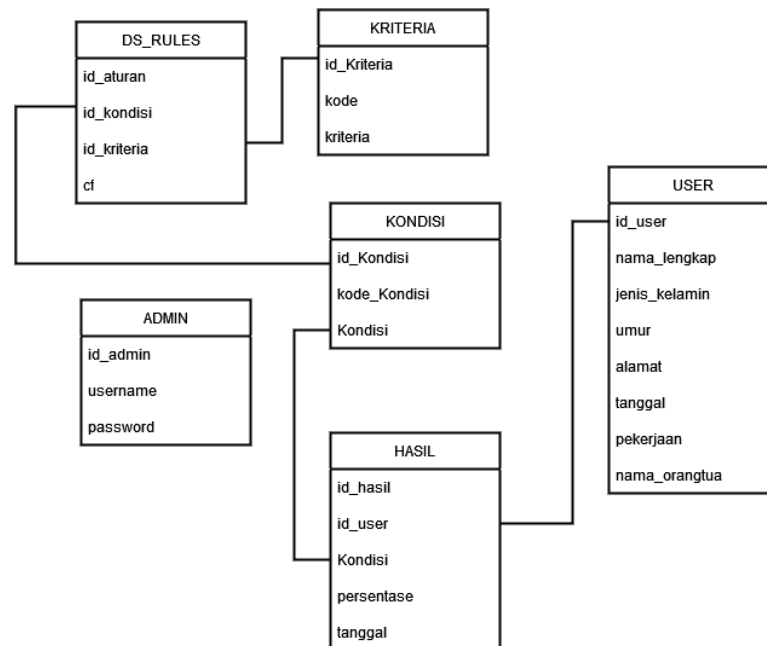 DS_RULES
id_aturan
id_kondisi
id_kriteria
cf
KRITERIA
id_Kriteria
kode
kriteria
KONDISI
id_Kondisi
kode_Kondisi
Kondisi
USER
id_user
nama_lengkap
jenis_kelamin
umur
alamat
tanggal
pekerjaan
nama_orangtua
ADMIN
id_admin
username
password
HASIL
id_hasil
id_user
Kondisi
persentase
tanggal